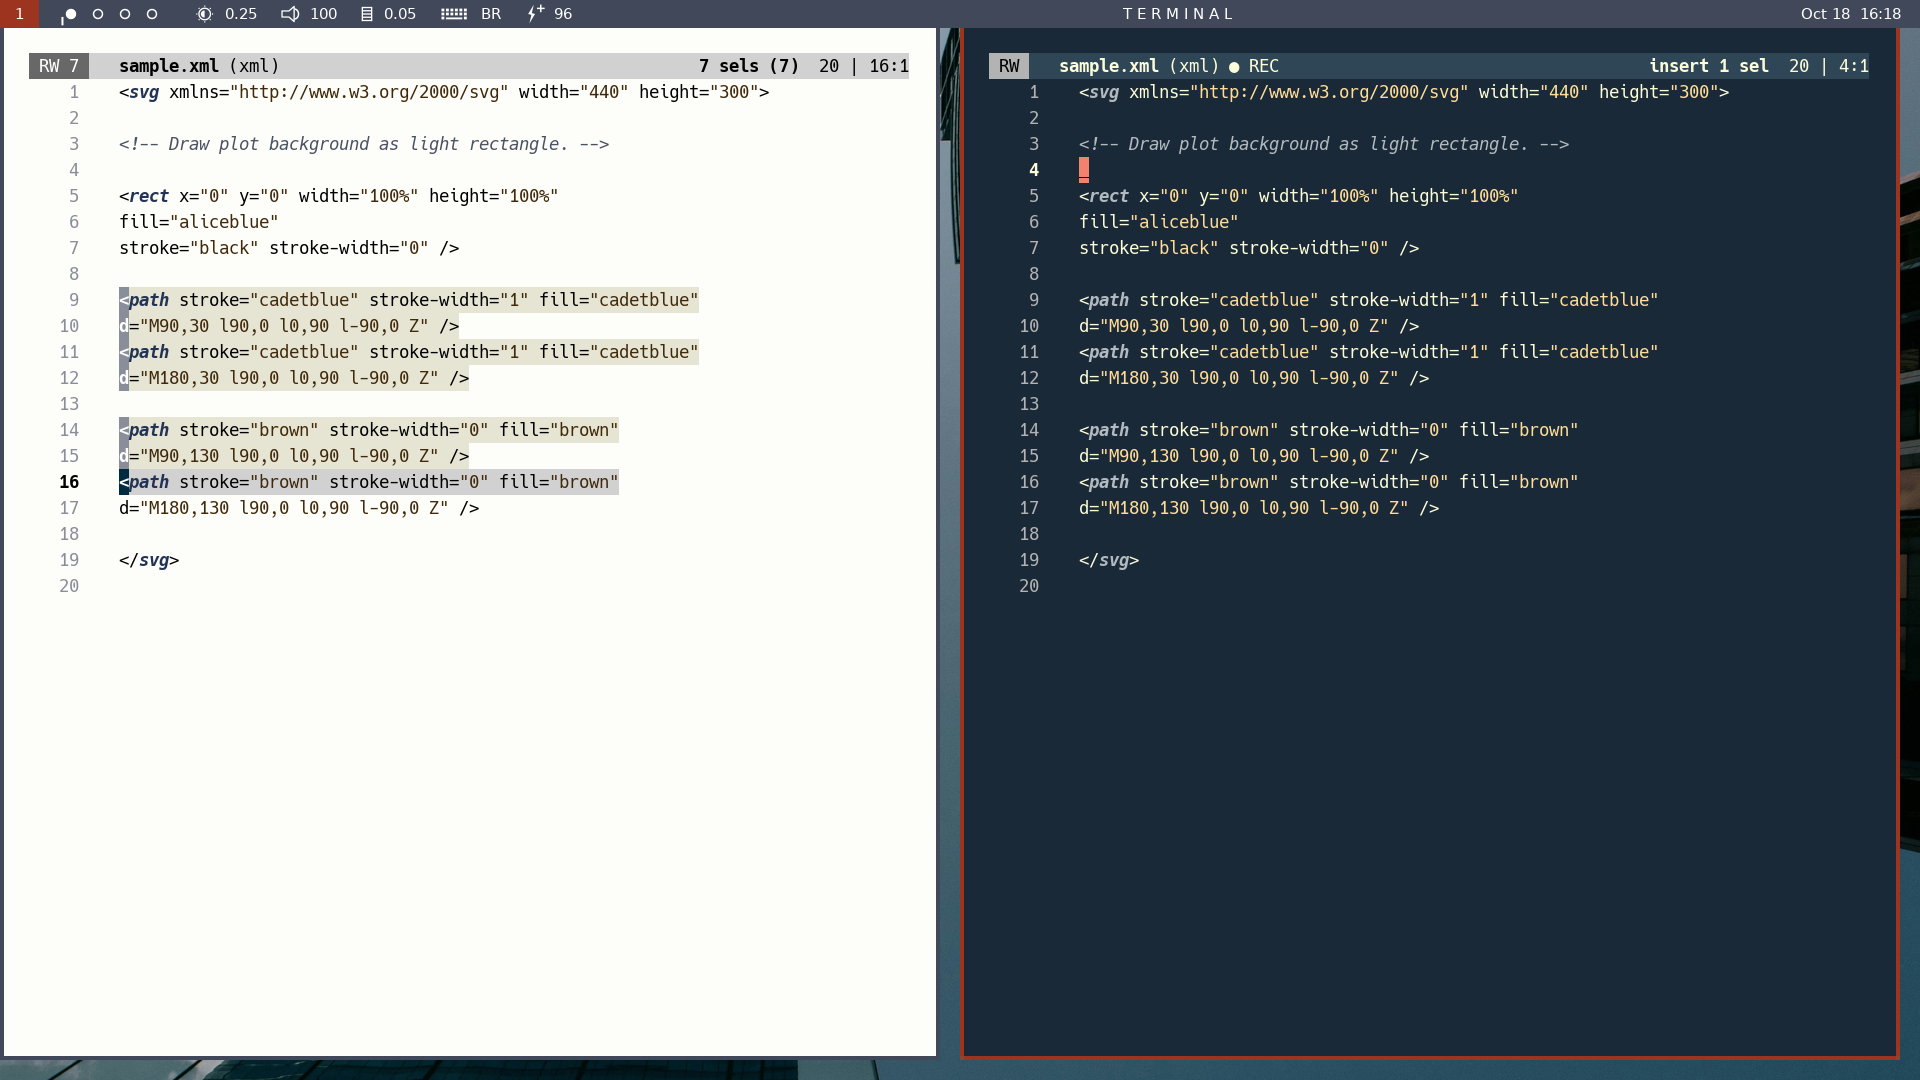 1 0.25 100 0.05 BR 96 TERMINAL Oct 18 16:18
RW 7 sample.xml (xml) 7 sels (7) 20 | 16:1
1 <svg xmlns="http://www.w3.org/2000/svg" width="440" height="300">
2
3 <!-- Draw plot background as light rectangle. -->
4
5 <rect x="0" y="0" width="100%" height="100%"
6 fill="aliceblue"
7 stroke="black" stroke-width="0" />
8
9 <path stroke="cadetblue" stroke-width="1" fill="cadetblue"
10 d="M90,30 l90,0 l0,90 l-90,0 Z" />
11 <path stroke="cadetblue" stroke-width="1" fill="cadetblue"
12 d="M180,30 l90,0 l0,90 l-90,0 Z" />
13
14 <path stroke="brown" stroke-width="0" fill="brown"
15 d="M90,130 l90,0 l0,90 l-90,0 Z" />
16 <path stroke="brown" stroke-width="0" fill="brown"
17 d="M180,130 l90,0 l0,90 l-90,0 Z" />
18
19 </svg>
20
RW sample.xml (xml) ● REC insert 1 sel 20 | 4:1
1 <svg xmlns="http://www.w3.org/2000/svg" width="440" height="300">
2
3 <!-- Draw plot background as light rectangle. -->
4
5 <rect x="0" y="0" width="100%" height="100%"
6 fill="aliceblue"
7 stroke="black" stroke-width="0" />
8
9 <path stroke="cadetblue" stroke-width="1" fill="cadetblue"
10 d="M90,30 l90,0 l0,90 l-90,0 Z" />
11 <path stroke="cadetblue" stroke-width="1" fill="cadetblue"
12 d="M180,30 l90,0 l0,90 l-90,0 Z" />
13
14 <path stroke="brown" stroke-width="0" fill="brown"
15 d="M90,130 l90,0 l0,90 l-90,0 Z" />
16 <path stroke="brown" stroke-width="0" fill="brown"
17 d="M180,130 l90,0 l0,90 l-90,0 Z" />
18
19 </svg>
20